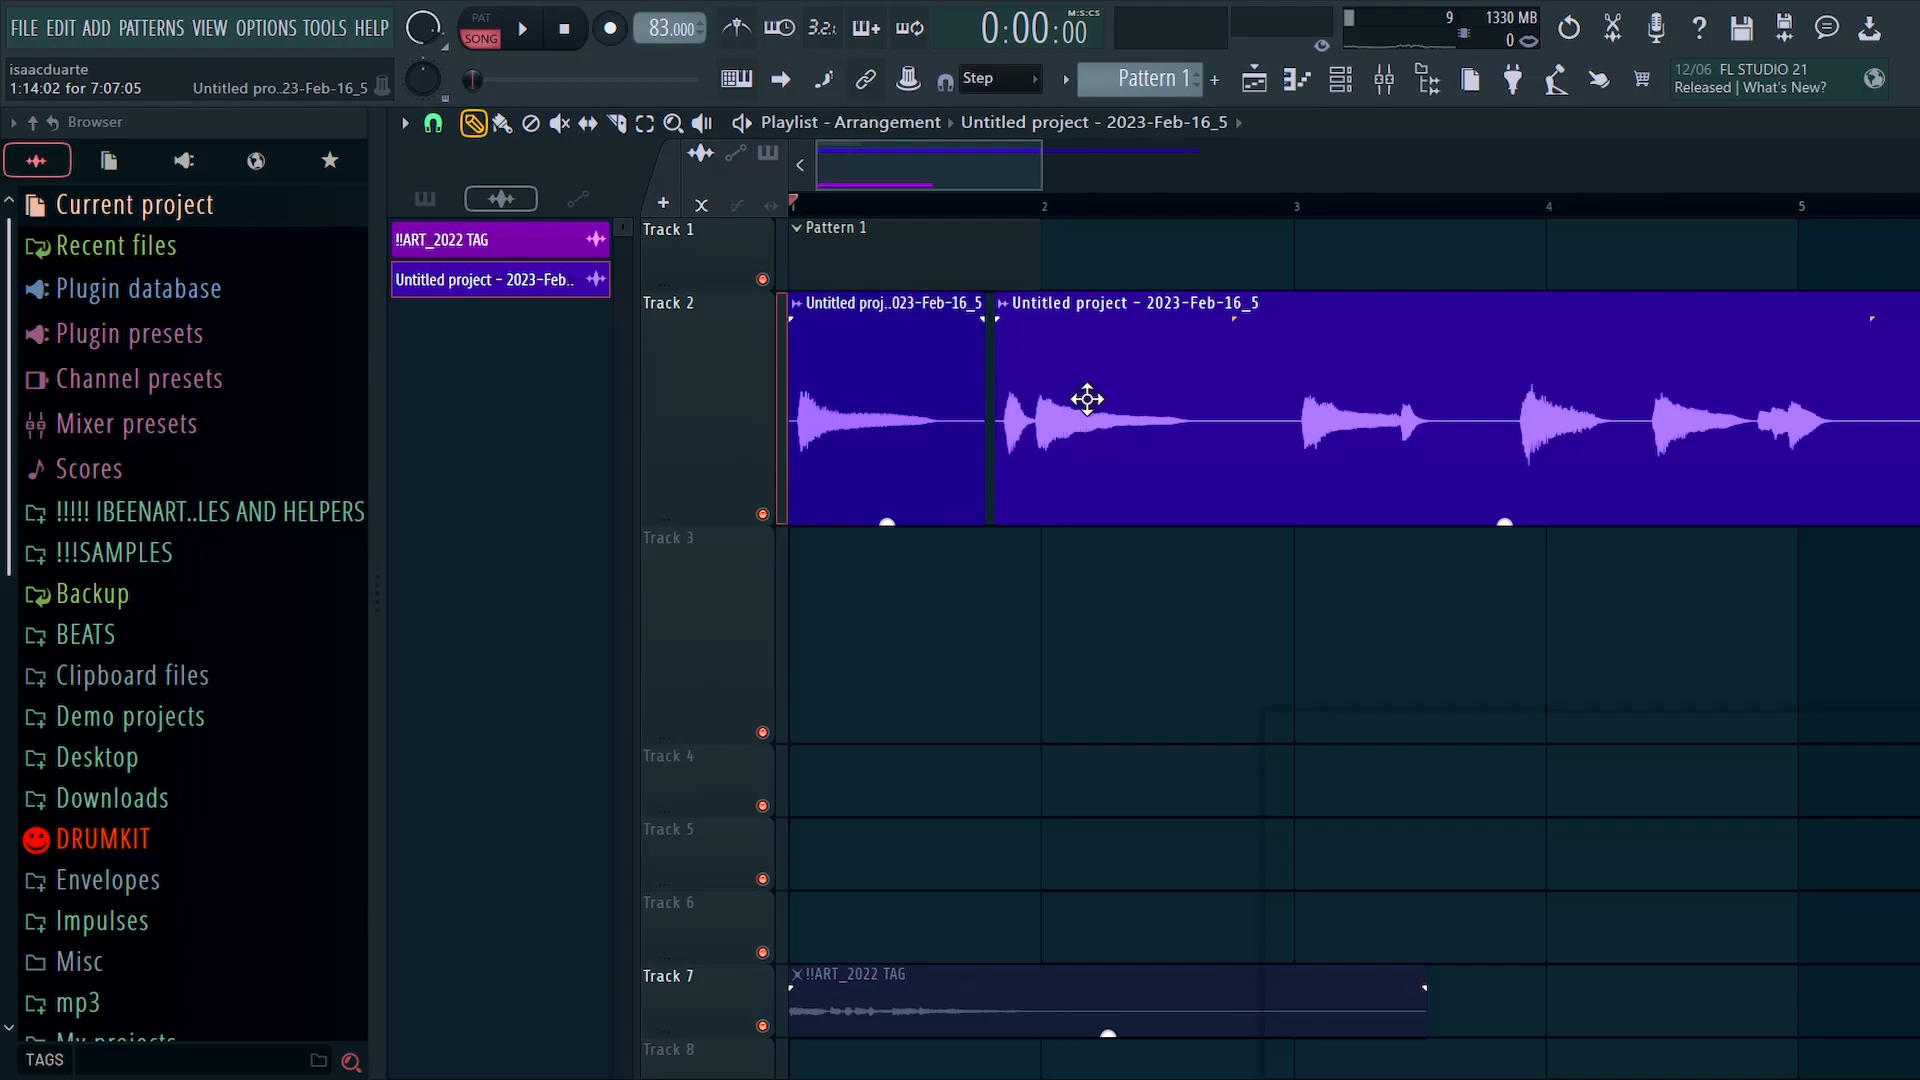 FILE EDIT ADD PATTERNS VIEW OPTIONS TOOLS HELP
PAT
SONG
83.000
3.2.
0:00:00
M:S:CS
9
1330 MB
0
isaacduarte
1:14:02 for 7:07:05
Untitled pro..23-Feb-16_5
Step
Pattern 1
12/06 FL STUDIO 21
Released | What's New?
Browser
Playlist - Arrangement
Untitled project - 2023-Feb-16_5
Current project
Recent files
Plugin database
Plugin presets
Channel presets
Mixer presets
Scores
!!!!! IBEENART..LES AND HELPERS
!!!SAMPLES
Backup
BEATS
Clipboard files
Demo projects
Desktop
Downloads
DRUMKIT
Envelopes
Impulses
Misc
mp3
My projects
TAGS
!!ART_2022 TAG
Untitled project - 2023-Feb..
1
2
3
4
5
Track 1
Pattern 1
Track 2
Untitled proj..023-Feb-16_5
Untitled project - 2023-Feb-16_5
Track 3
Track 4
Track 5
Track 6
Track 7
!!ART_2022 TAG
Track 8